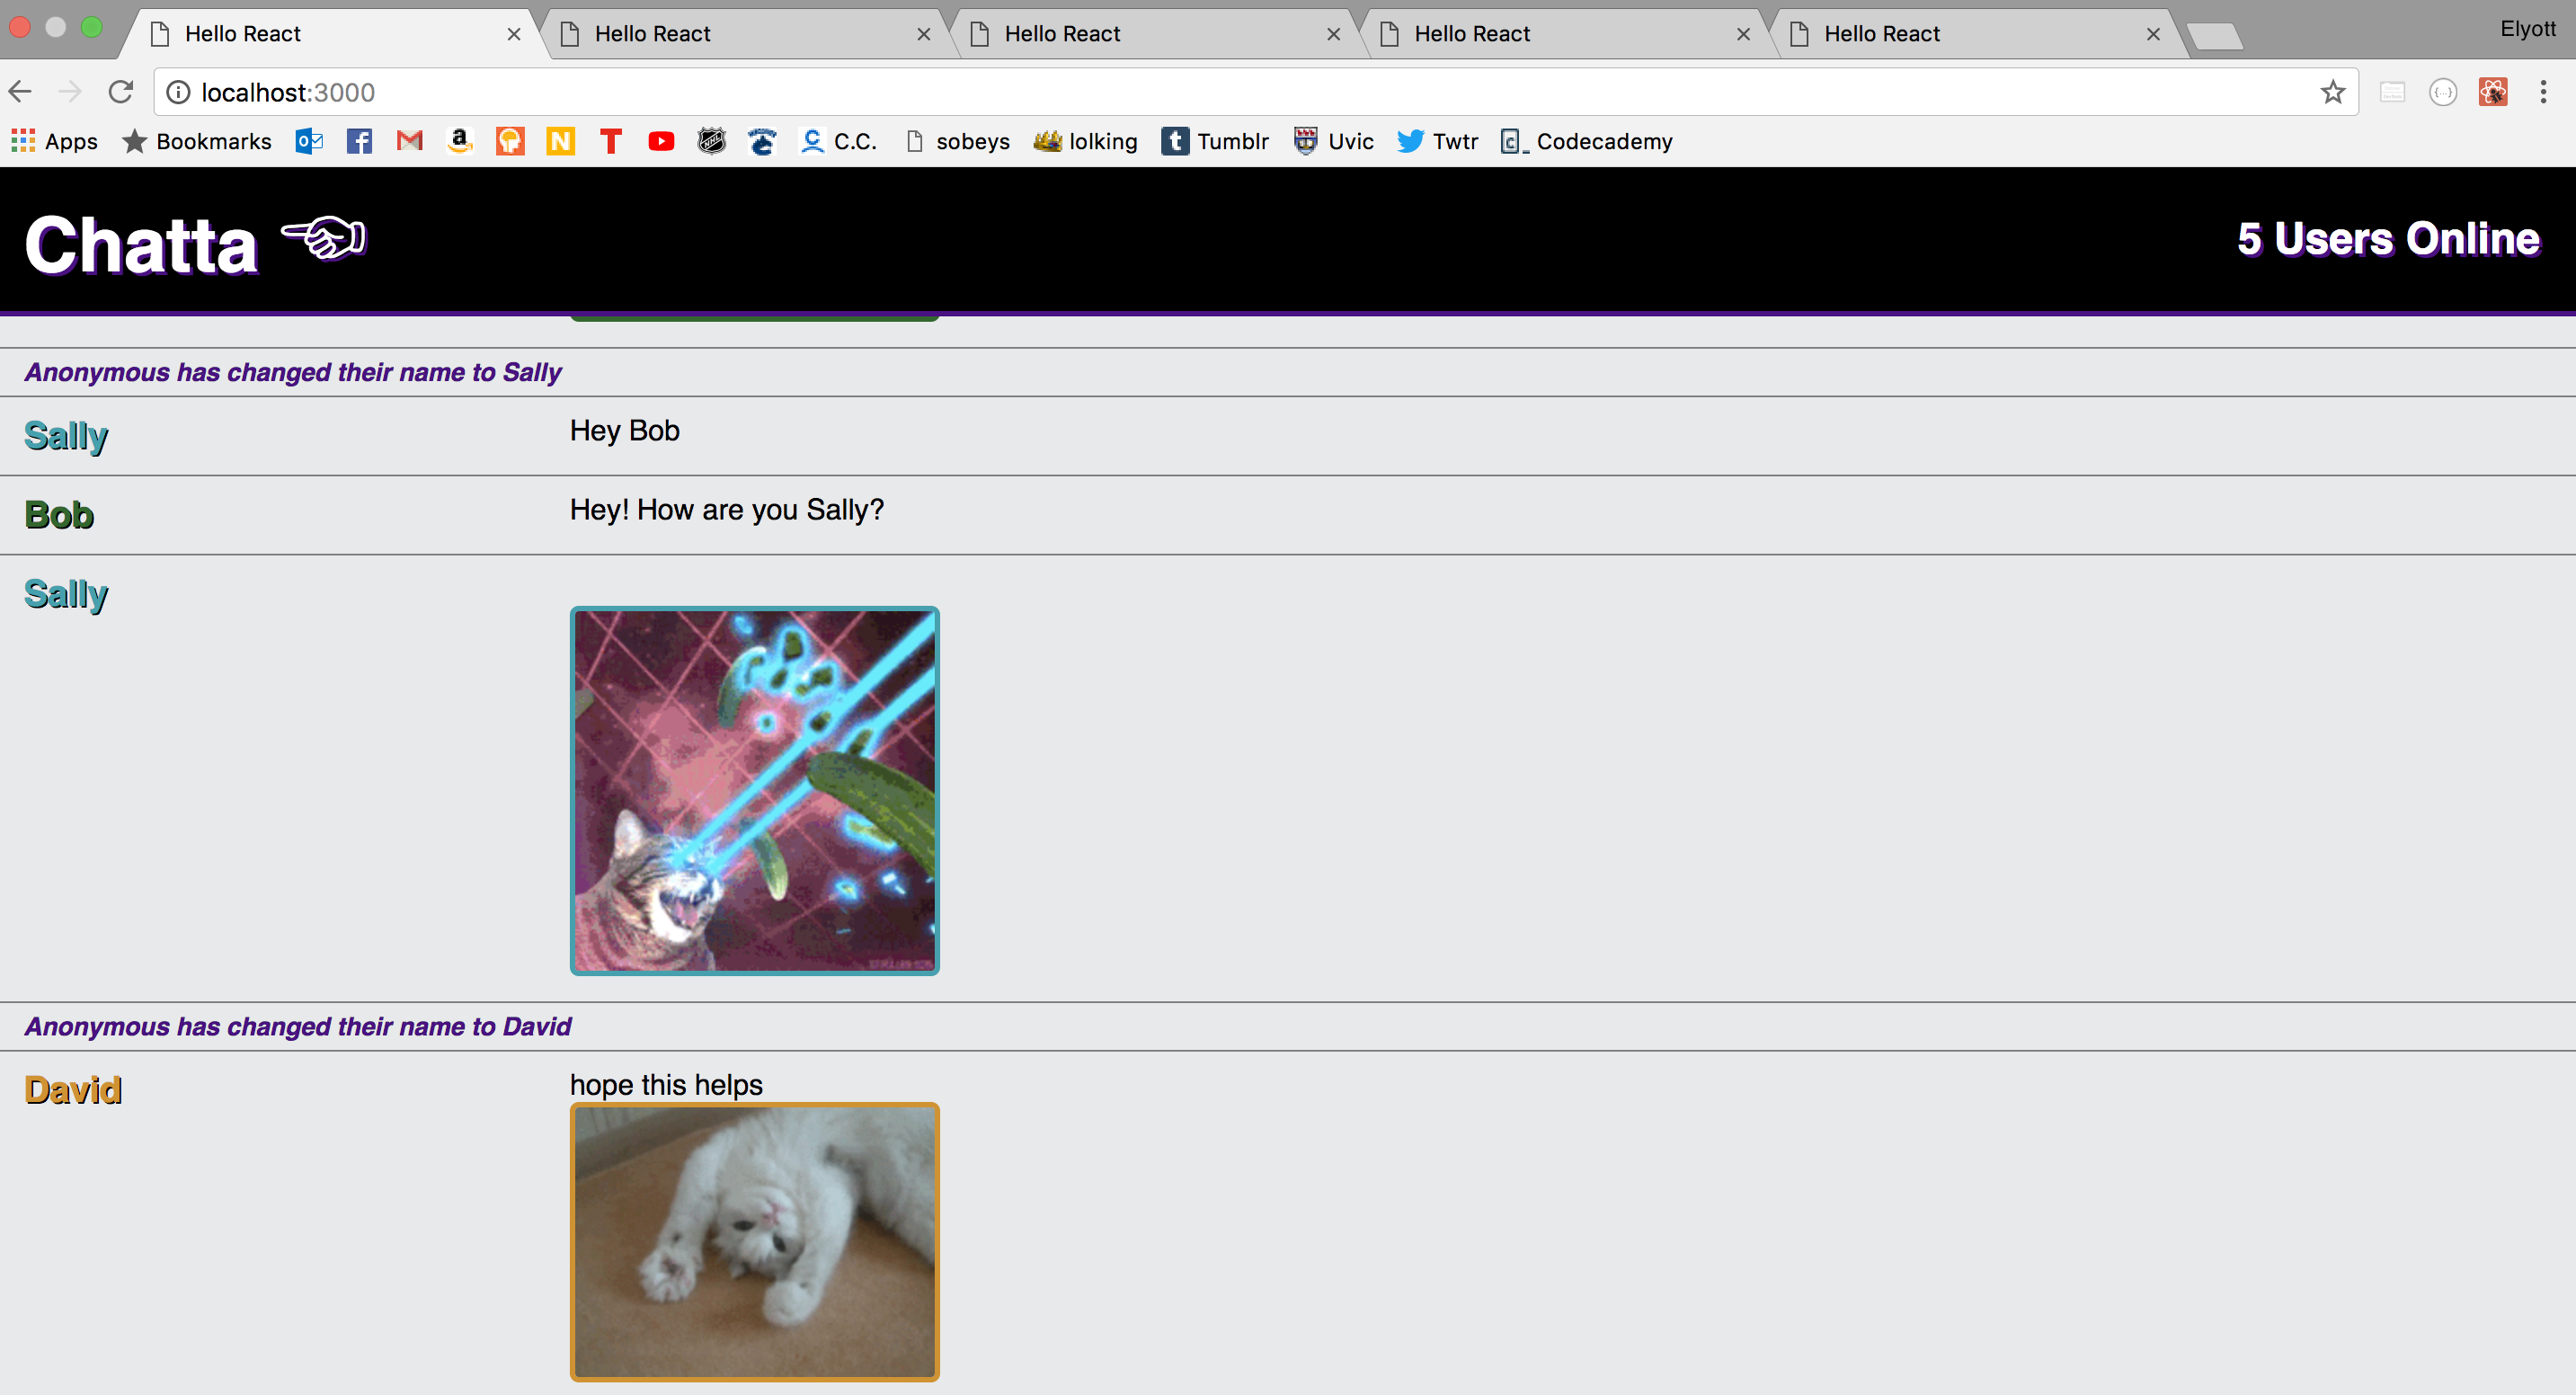 Hello React
Hello React
Hello React
Hello React
Hello React
Elyott
localhost:3000
Apps
Bookmarks
C.C.
sobeys
lolking
Tumblr
Uvic
Twtr
Codecademy
Chatta
5 Users Online
Anonymous has changed their name to Sally
Sally
Hey Bob
Bob
Hey! How are you Sally?
Sally
Anonymous has changed their name to David
David
hope this helps